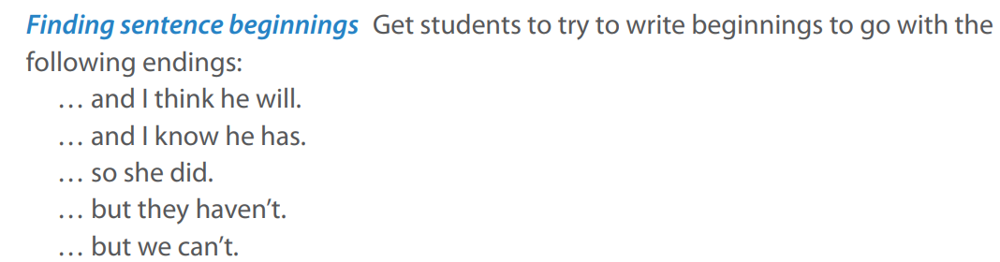 Finding sentence beginnings Get students to try to write beginnings to go with the
following endings:
… and I think he will.
… and I know he has.
… so she did.
… but they haven’t.
… but we can’t.